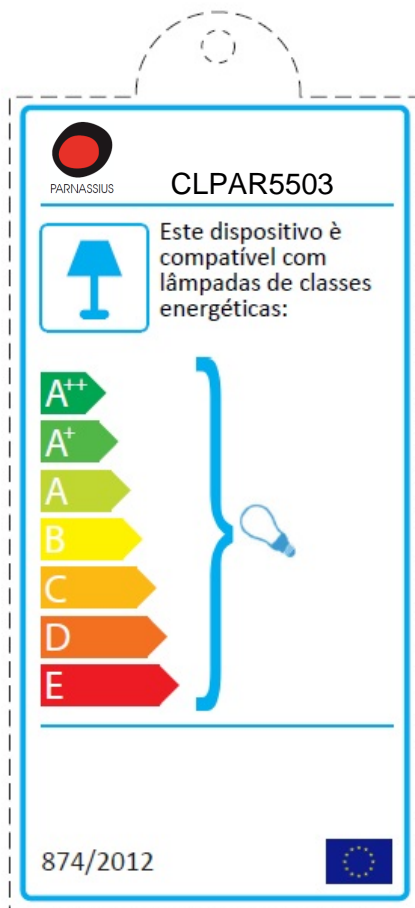 PARNASSIUS
CLPAR5503
Este dispositivo è
compatível com
lâmpadas de classes
energéticas:
A++
A+
A
B
C
D
E
874/2012